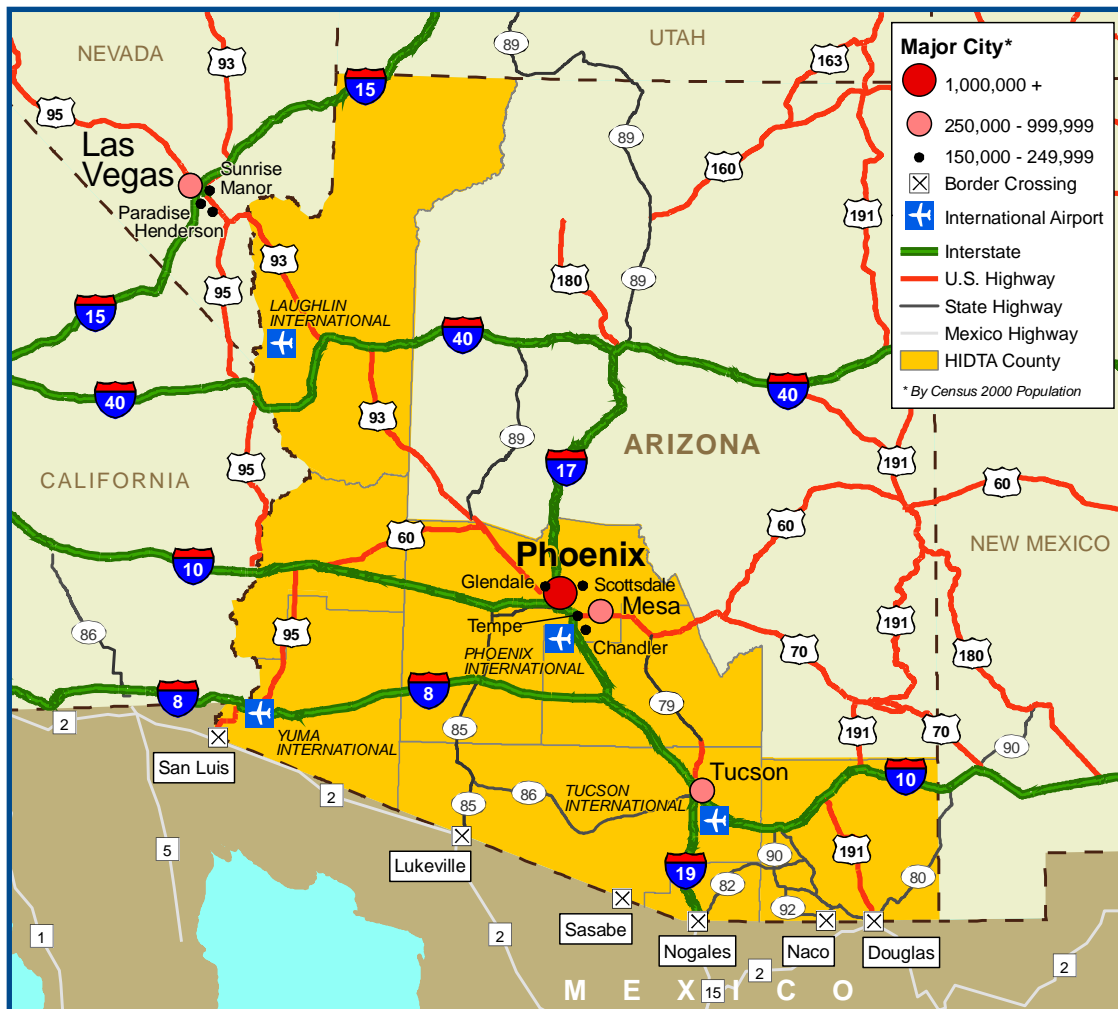 NEVADA
UTAH
93
89
163
15
95
Las
Vegas
Sunrise
Manor
Paradise
Henderson
89
160
191
93
95
180
89
15
LAUGHLIN
INTERNATIONAL
40
40
40
93
89
ARIZONA
17
95
191
CALIFORNIA
60
60
60
NEW MEXICO
10
Phoenix
Glendale
Scottsdale
Mesa
Tempe
Chandler
PHOENIX
INTERNATIONAL
86
95
191
70
180
8
8
79
85
2
YUMA
INTERNATIONAL
191
70
90
San Luis
Tucson
10
TUCSON
INTERNATIONAL
2
86
85
5
Lukeville
19
90
191
82
80
92
Sasabe
Nogales
Naco
Douglas
1
2
2
2
15
MEXICO
Major City*
1,000,000 +
250,000 - 999,999
150,000 - 249,999
Border Crossing
International Airport
Interstate
U.S. Highway
State Highway
Mexico Highway
HIDTA County
* By Census 2000 Population